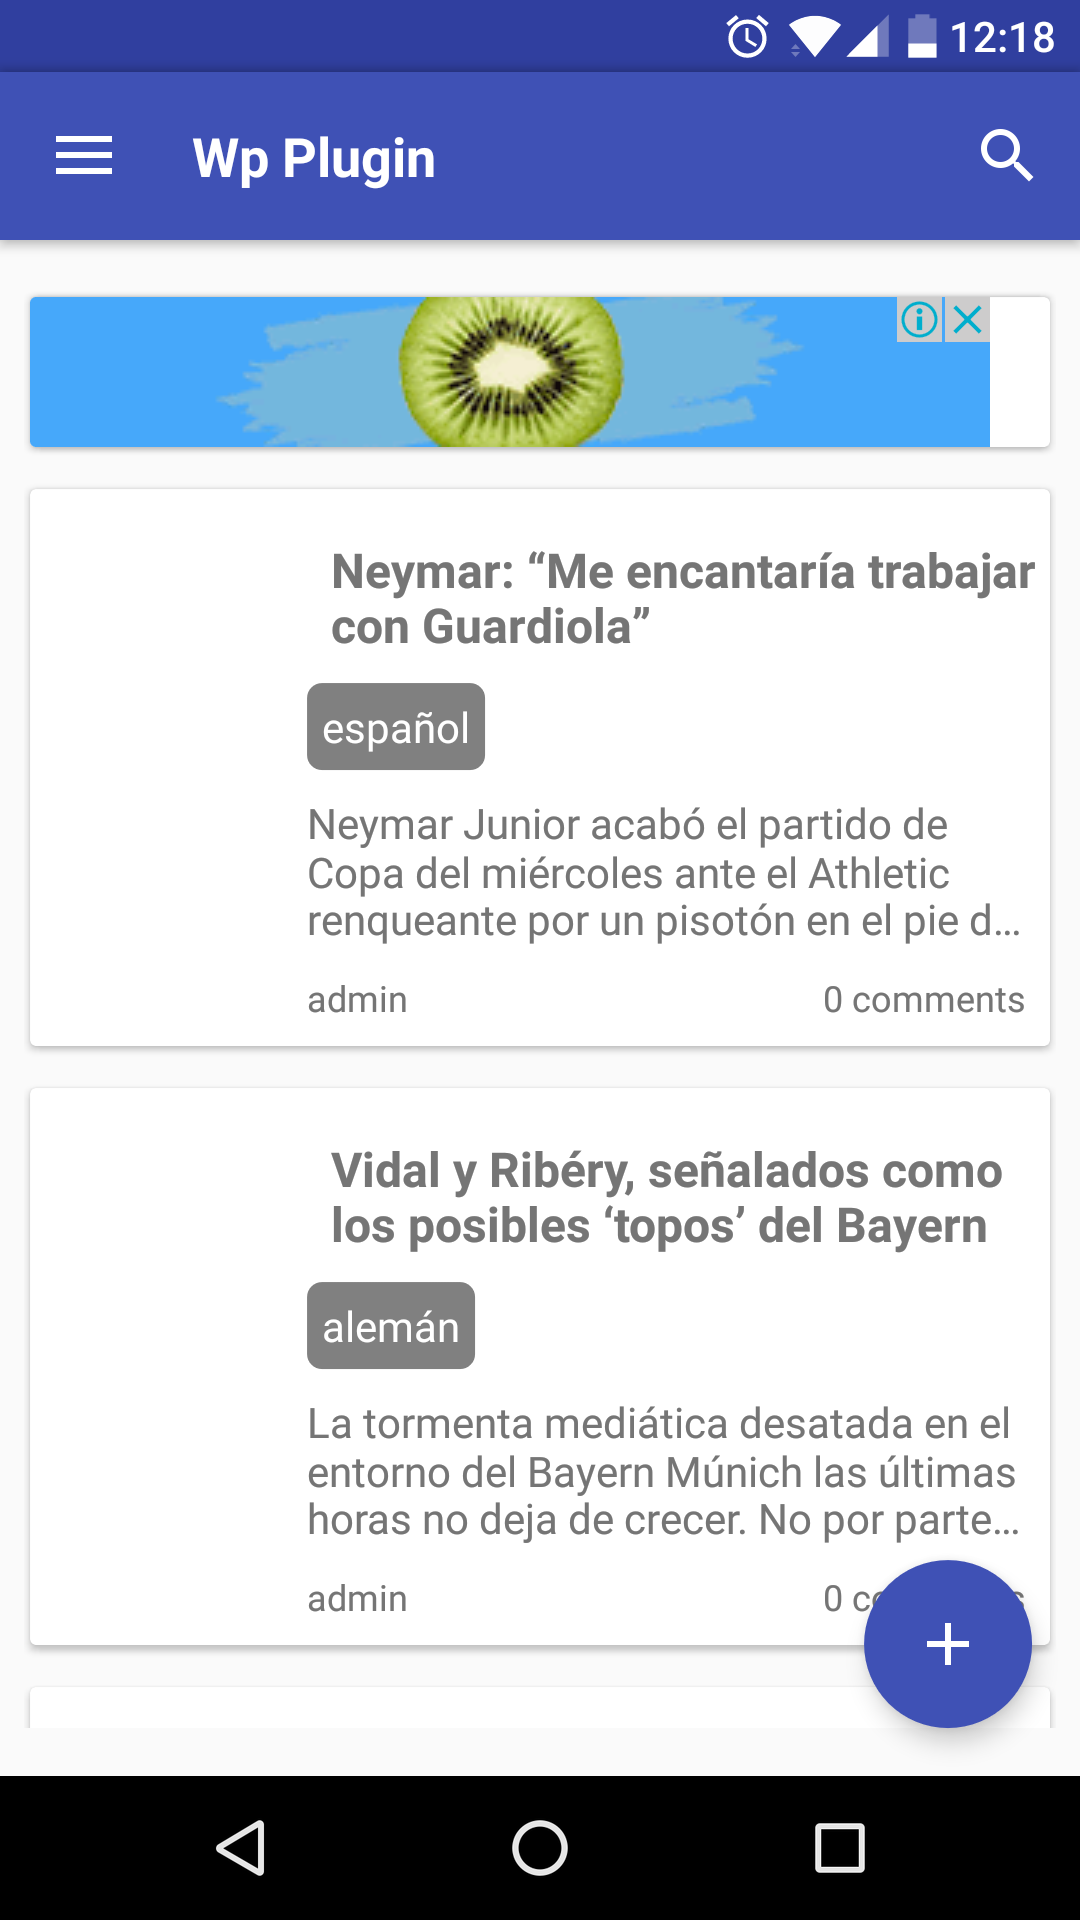 12:18
Wp Plugin
Neymar: “Me encantaría trabajar
con Guardiola”
español
Neymar Junior acabó el partido de
Copa del miércoles ante el Athletic
renqueante por un pisotón en el pie d...
admin
0 comments
Vidal y Ribéry, señalados como
los posibles ‘topos’ del Bayern
alemán
La tormenta mediática desatada en el
entorno del Bayern Múnich las últimas
horas no deja de crecer. No por parte...
admin
0